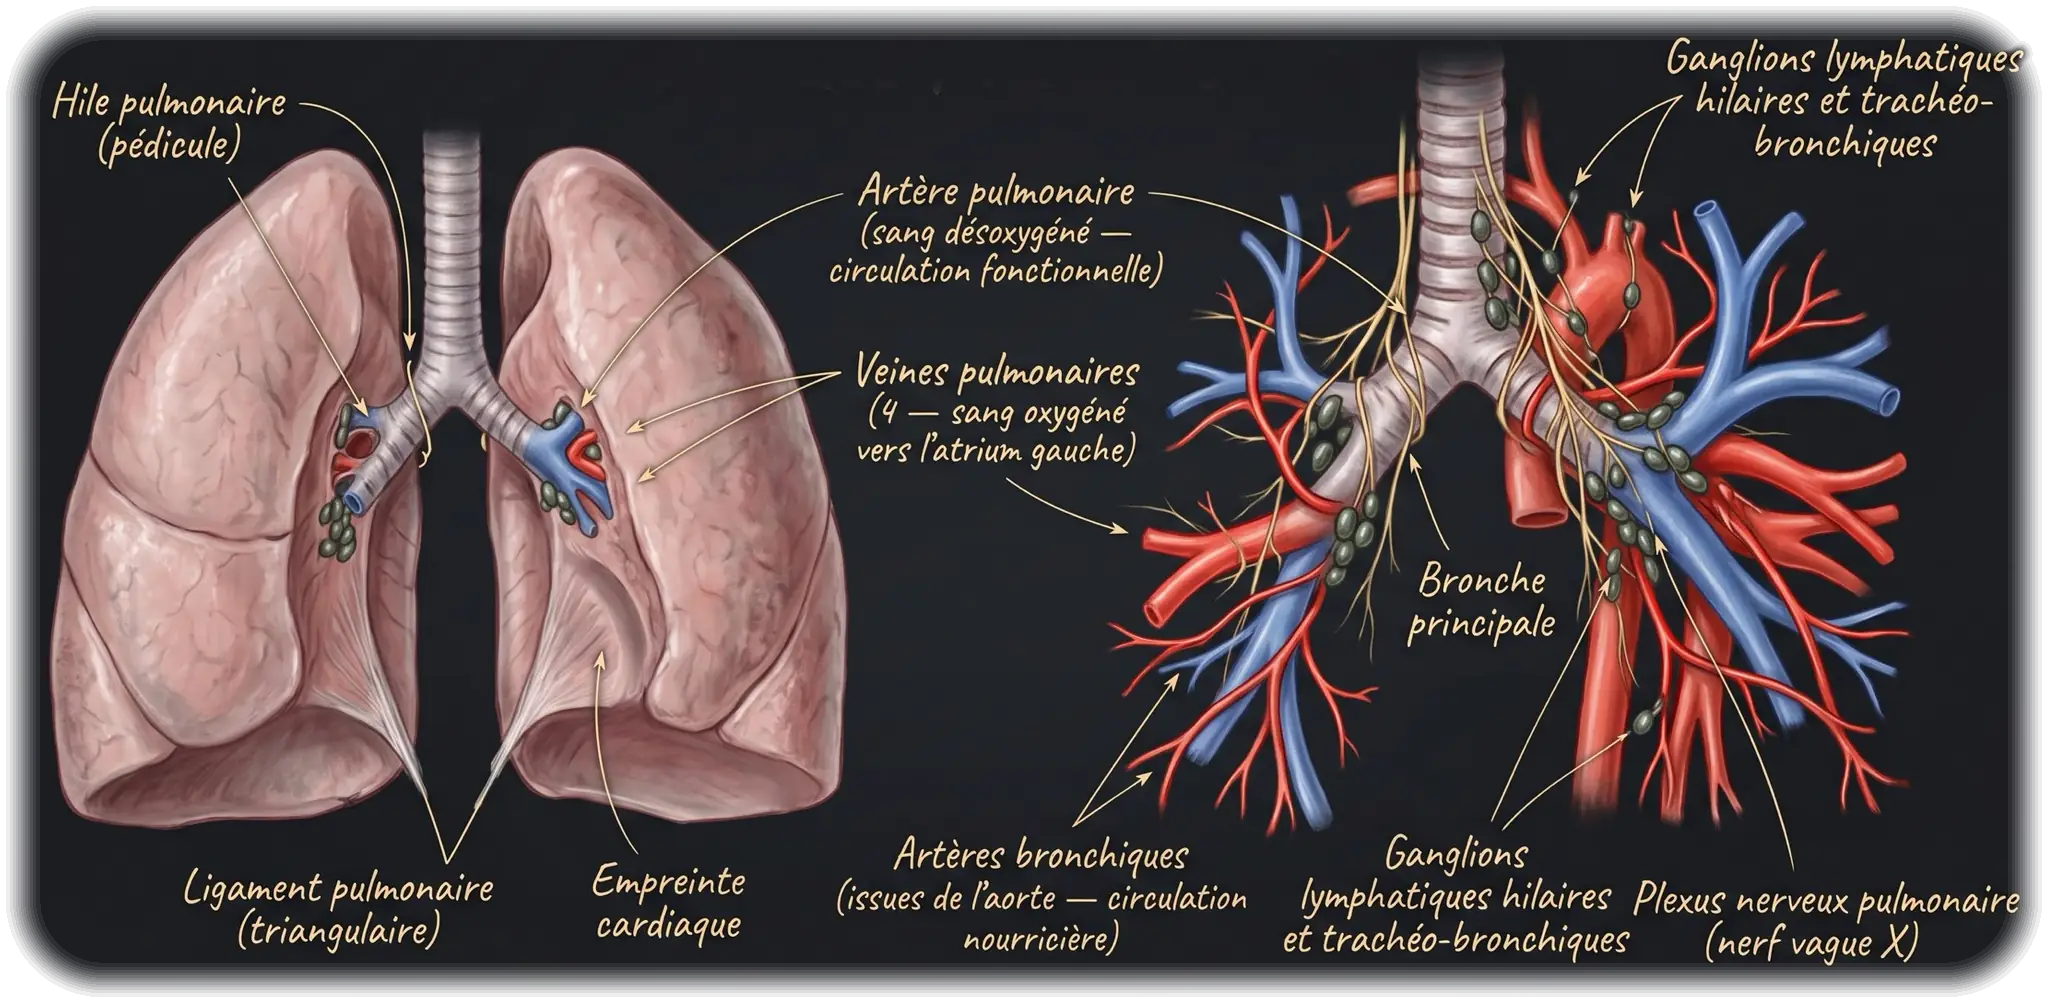 Hile pulmonaire
(pédicule)
Artère pulmonaire
(sang désoxygéné —
circulation fonctionnelle)
Veines pulmonaires
(4 — sang oxygéné
vers l'atrium gauche)
Ganglions lymphatiques
hilaires et trachéo-
bronchiques
Bronche
principale
Ligament pulmonaire
(triangulaire)
Empreinte
cardiaque
Artères bronchiques
(issues de l'aorte — circulation
nourricière)
Ganglions
lymphatiques hilaires
et trachéo-bronchiques
Plexus nerveux pulmonaire
(nerf vague X)